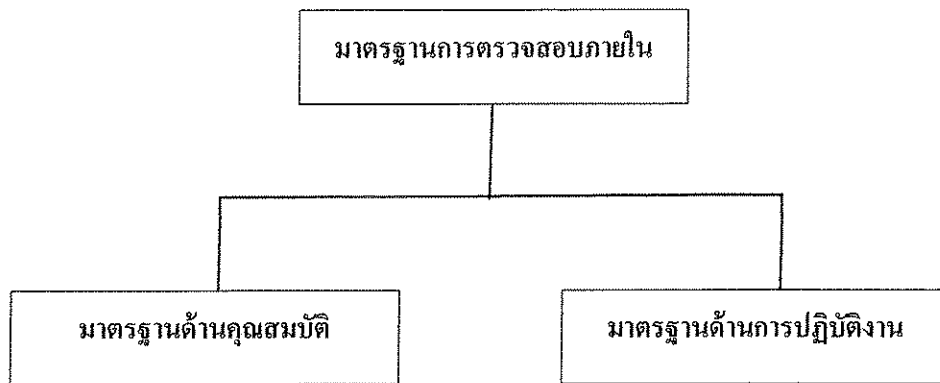 มาตรฐานการตรวจสอบภายใน
มาตรฐานด้านคุณสมบัติ
มาตรฐานด้านการปฏิบัติงาน